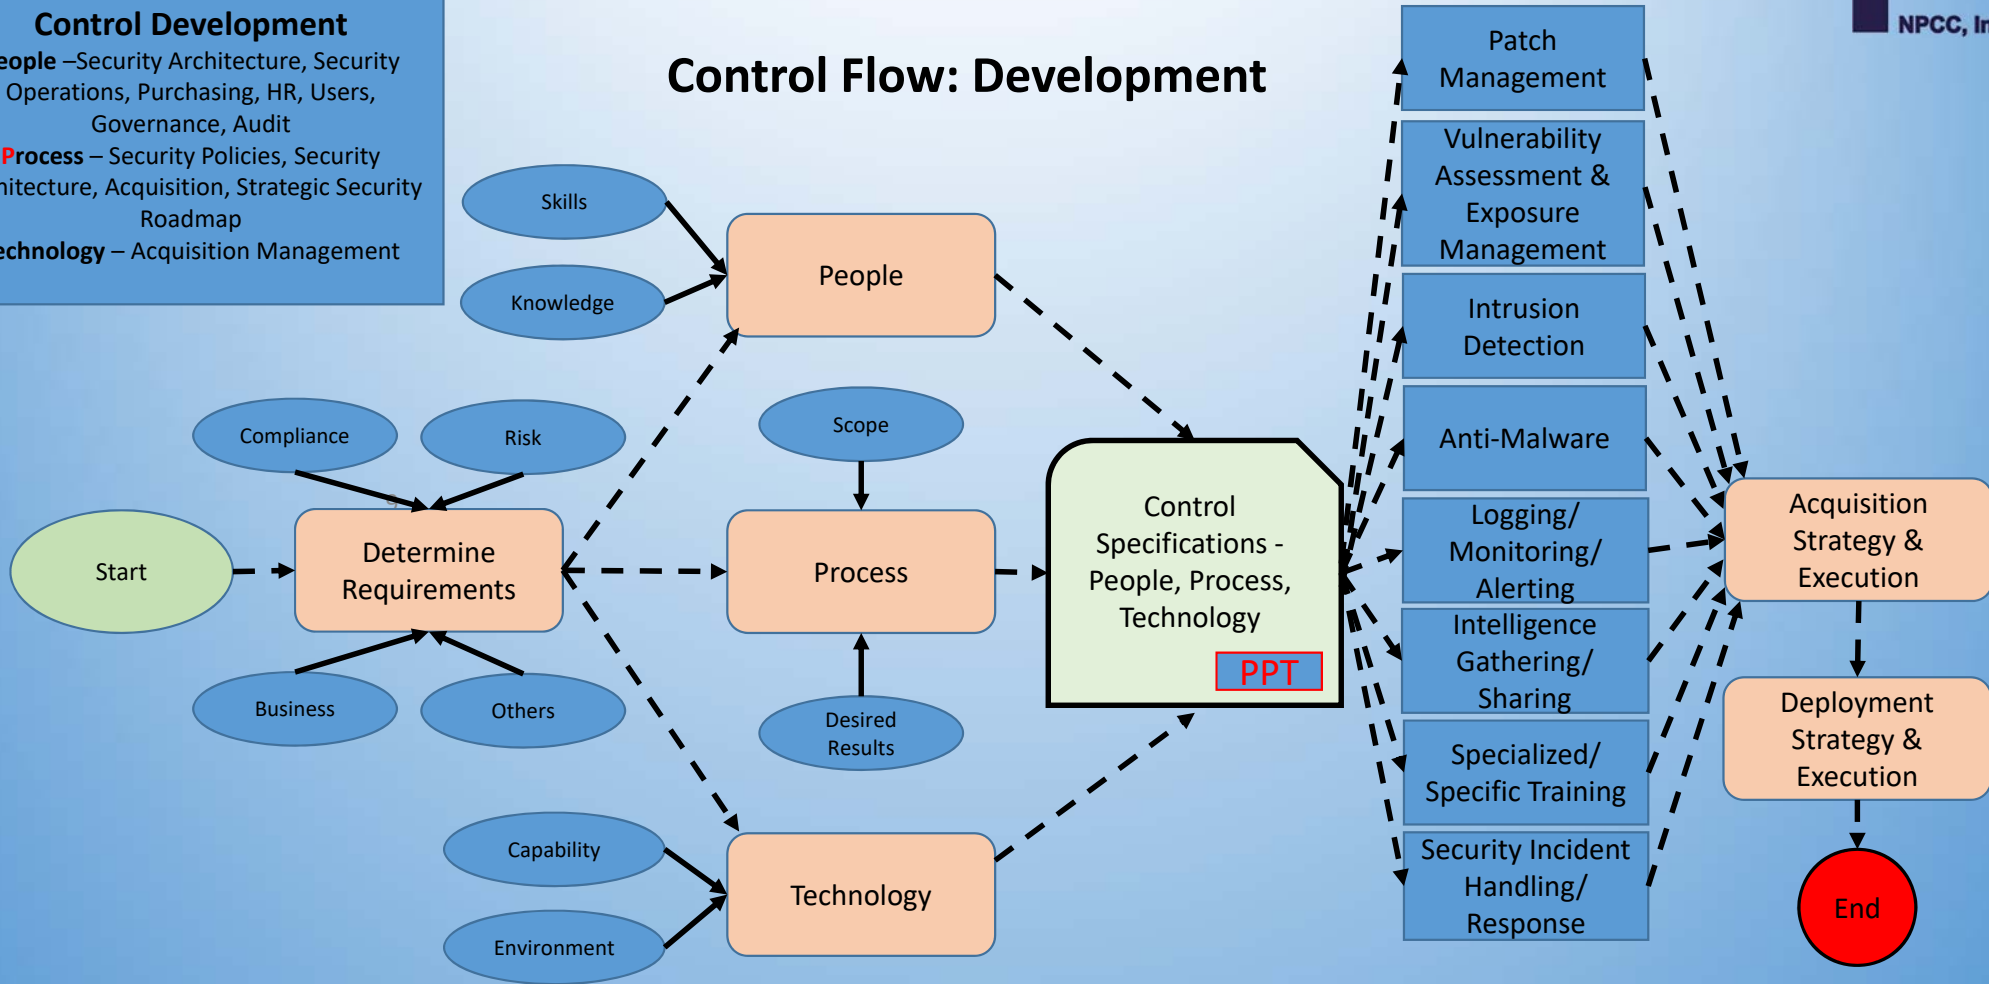 Control Development
eople –Security Architecture, Security
Operations, Purchasing, HR, Users,
Governance, Audit
Process – Security Policies, Security
hitecture, Acquisition, Strategic Security
Roadmap
echnology – Acquisition Management
NPCC, In
Control Flow: Development
Skills
Knowledge
People
Compliance
Risk
Scope
Start
Determine
Requirements
Process
Business
Others
Desired
Results
Capability
Environment
Technology
Control
Specifications -
People, Process,
Technology
PPT
Patch
Management
Vulnerability
Assessment &
Exposure
Management
Intrusion
Detection
Anti-Malware
Logging/
Monitoring/
Alerting
Intelligence
Gathering/
Sharing
Specialized/
Specific Training
Security Incident
Handling/
Response
Acquisition
Strategy &
Execution
Deployment
Strategy &
Execution
End